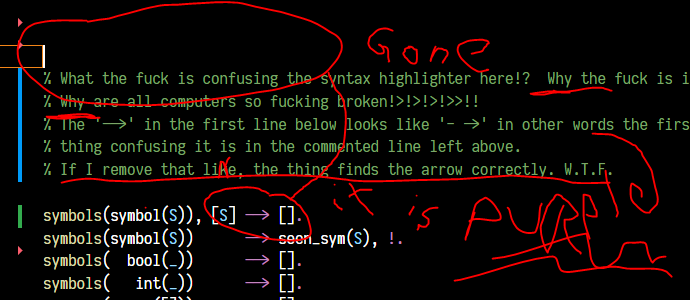 Gone
% What the fuck is confusing the syntax highlighter here!? Why the fuck is i
% Why are all computers so fucking broken!>!>!>!>>!!
% The '-->' in the first line below looks like '- ->' in other words the firs
% thing confusing it is in the commented line left above.
% If I remove that the thing finds the arrow correctly. W.T.F.
it is
symbols(symbol(S)), [S] --> [].
symbols(symbol(S)) --> seen_sym(S), !.
symbols( bool(_)) --> [].
symbols( int(_)) --> [].